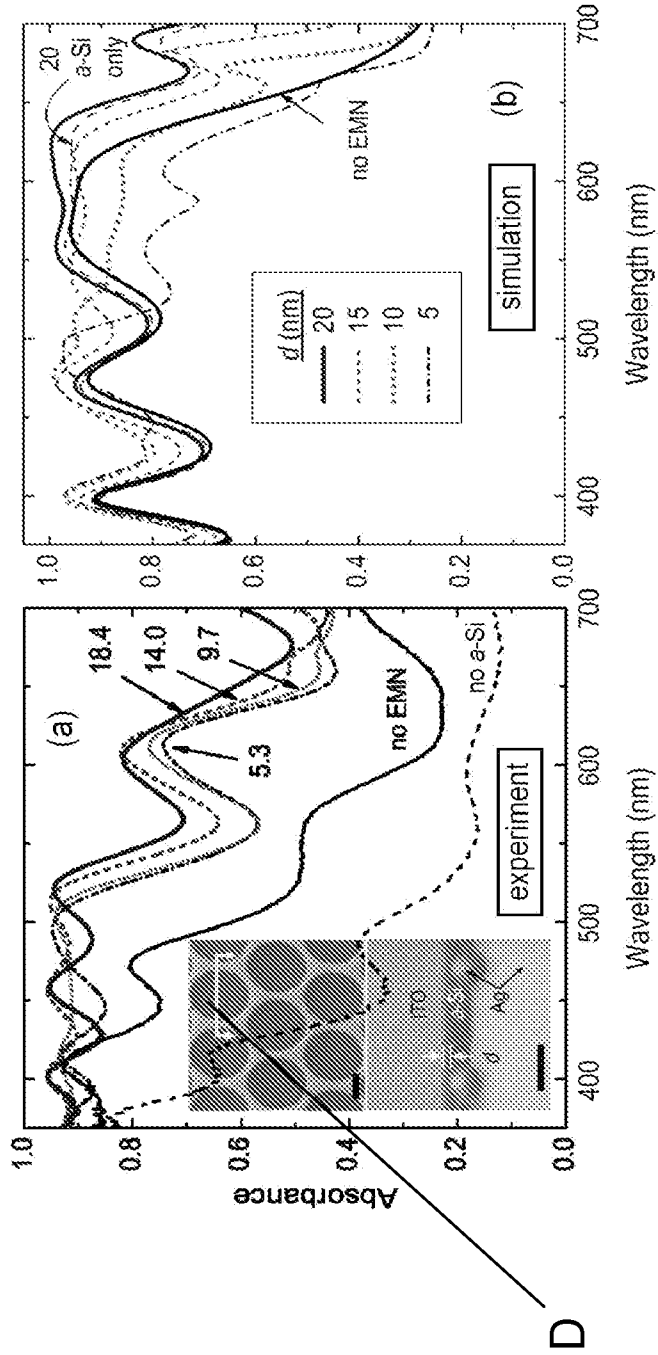 (a)
18.4
14.0
9.7
5.3
no EMN
no a-Si
experiment
ITO
a-Si
Ag
d
Absorbance
1.0
0.8
0.6
0.4
0.2
0.0
400
500
600
700
Wavelength (nm)
D
(b)
20
a-Si
only
no EMN
simulation
d (nm)
20
15
10
5
1.0
0.8
0.6
0.4
0.2
0.0
400
500
600
700
Wavelength (nm)